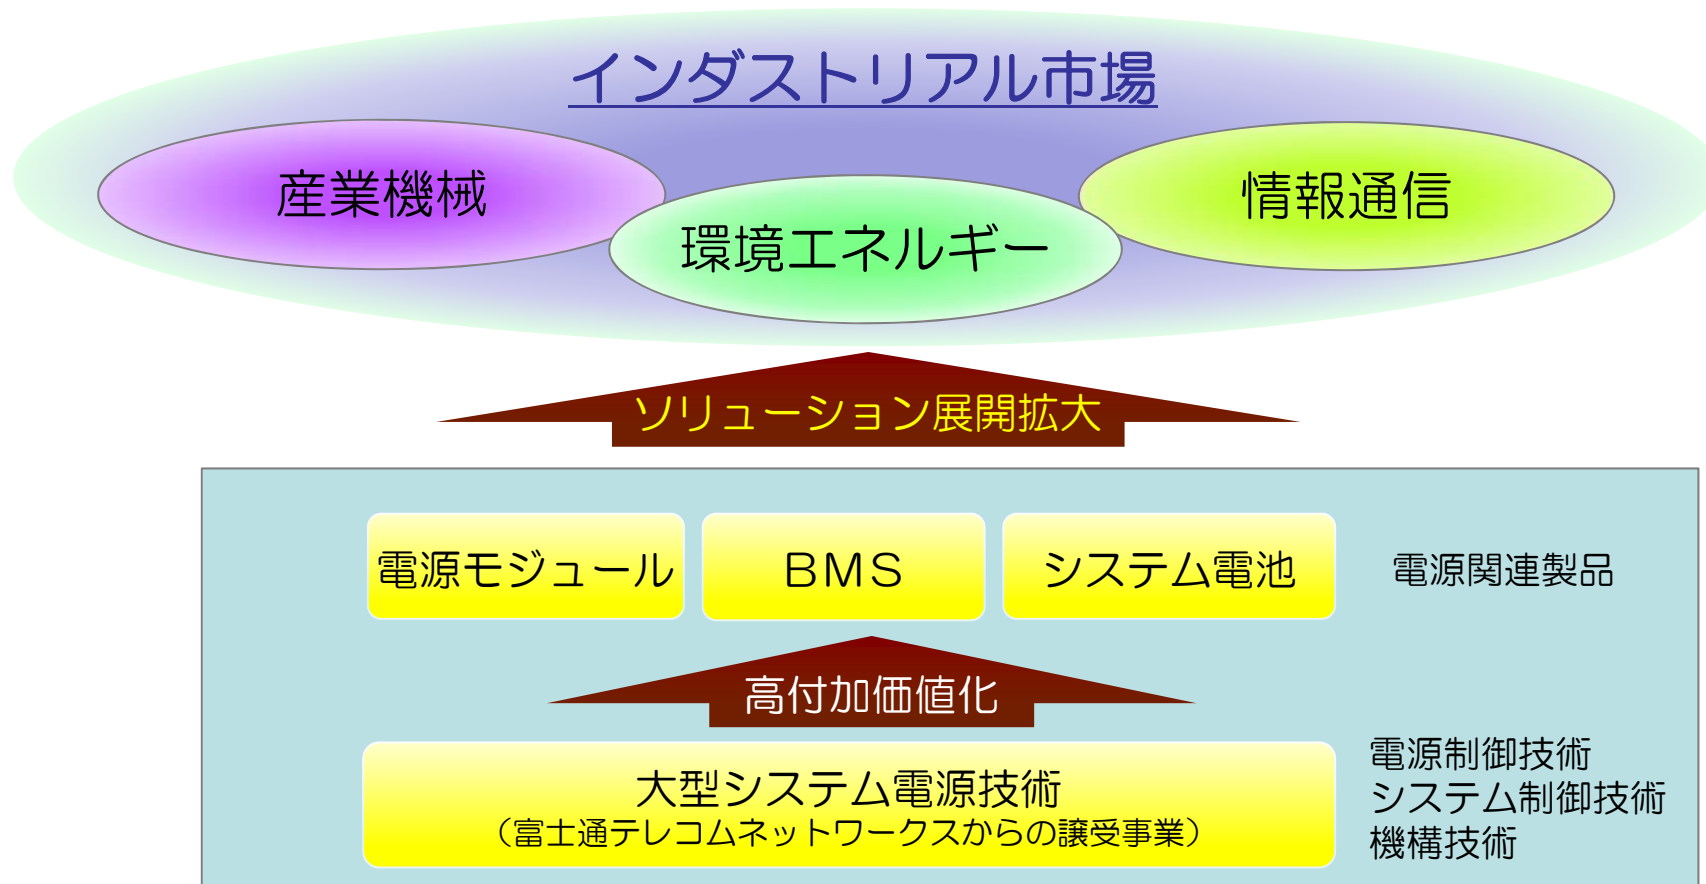 インダストリアル市場
産業機械
環境エネルギー
情報通信
ソリューション展開拡大
電源モジュール
BMS
システム電池
電源関連製品
高付加価値化
大型システム電源技術
（富士通テレコムネットワークスからの譲受事業）
電源制御技術
システム制御技術
機構技術